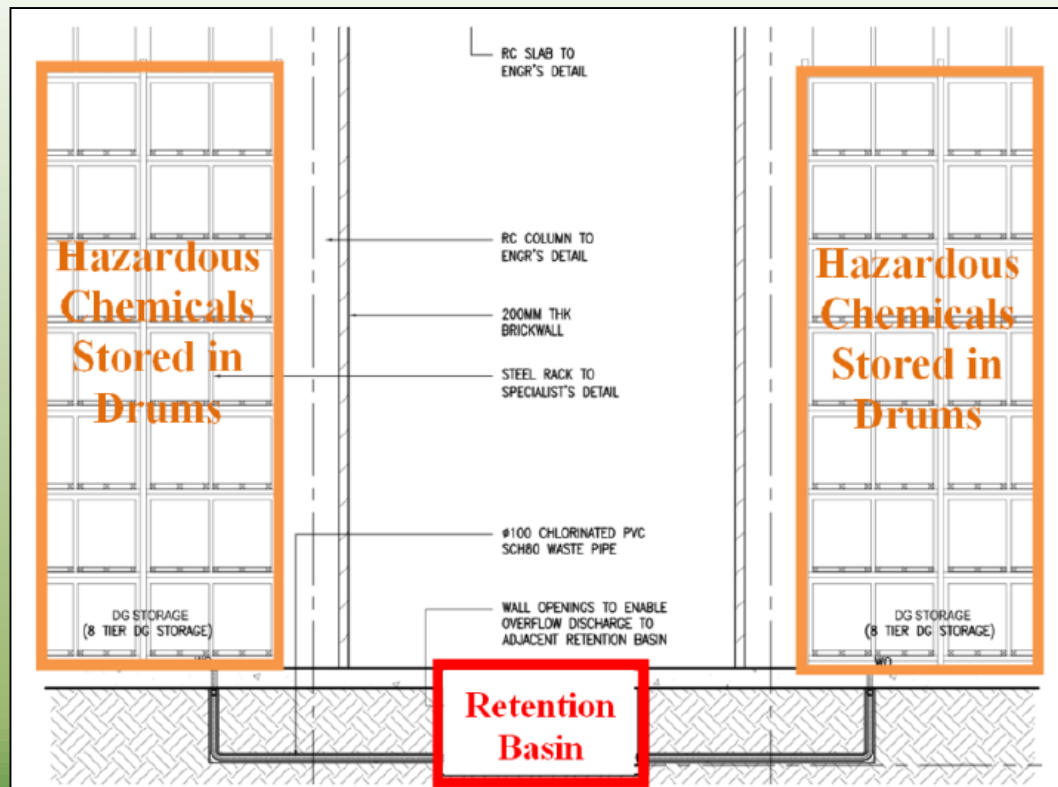 RC SLAB TO
ENGR'S DETAIL
Hazardous
Chemicals
Stored in
Drums
RC COLUMN TO
ENGR'S DETAIL
200MM THK
BRICKWALL
STEEL RACK TO
SPECIALIST'S DETAIL
Hazardous
Chemicals
Stored in
Drums
ø100 CHLORINATED PVC
SCH80 WASTE PIPE
WALL OPENINGS TO ENABLE
OVERFLOW DISCHARGE TO
ADJACENT RETENTION BASIN
DG STORAGE
(8 TIER DG STORAGE)
DG STORAGE
(8 TIER DG STORAGE)
WO
WO
Retention
Basin